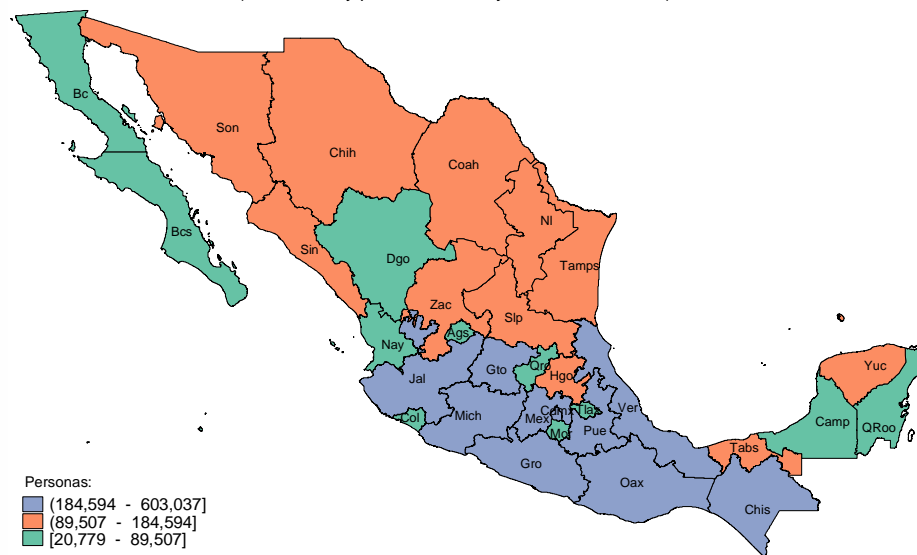 Bc
Son
Chih
Coah
Nl
Bcs
Sin
Dgo
Tamps
Zac
Slp
Nay
Ags
Qro
Yuc
Jal
Gto
Hgo
Col
Mich
Mex
Cdmx
Tlax
Ver
Mor
Pue
Camp
QRoo
Tabs
Gro
Oax
Chis
Personas:
(184,594 - 603,037]
(89,507 - 184,594]
[20,779 - 89,507]